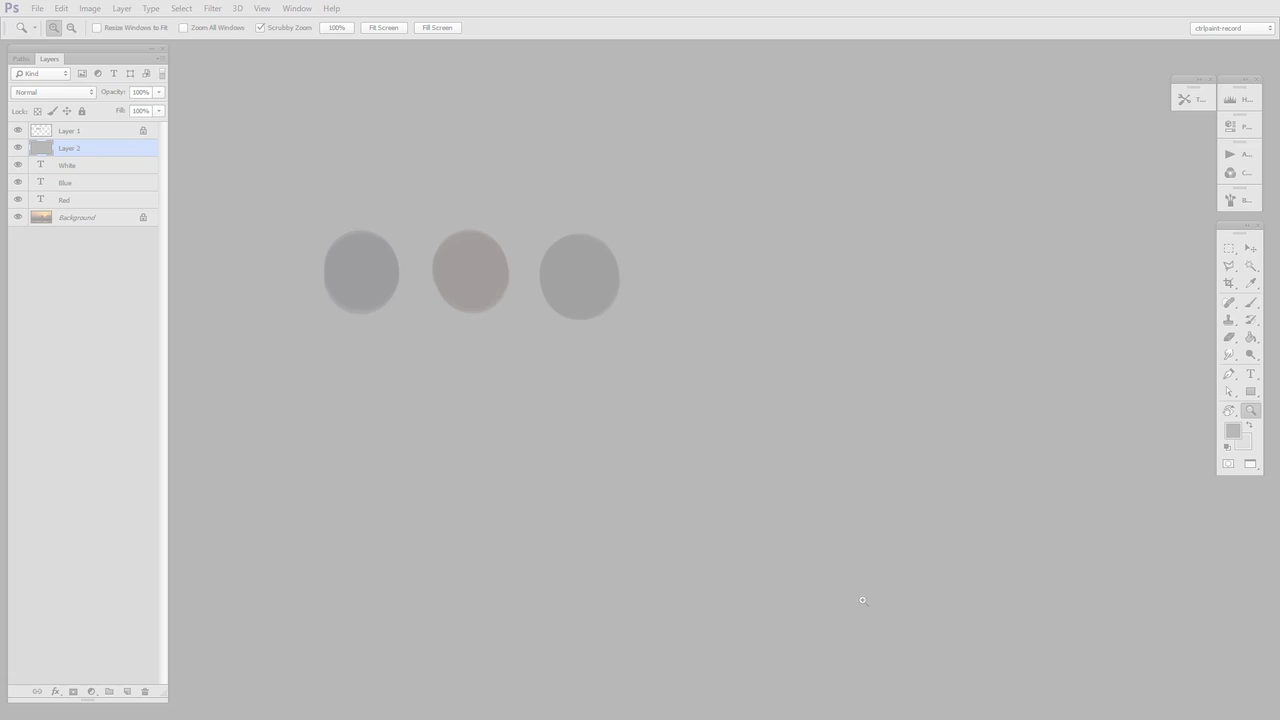 Ps File Edit Image Layer Type Select Filter 3D View Window Help
Resize Windows to Fit Zoom All Windows Scrubby Zoom 100% Fit Screen Fill Screen ctrlpaint-record
Paths Layers
Kind
Normal Opacity: 100%
Lock: Fill: 100%
Layer 1
Layer 2
T White
T Blue
T Red
Background
fx
T...
H...
P...
A...
C...
B...
T